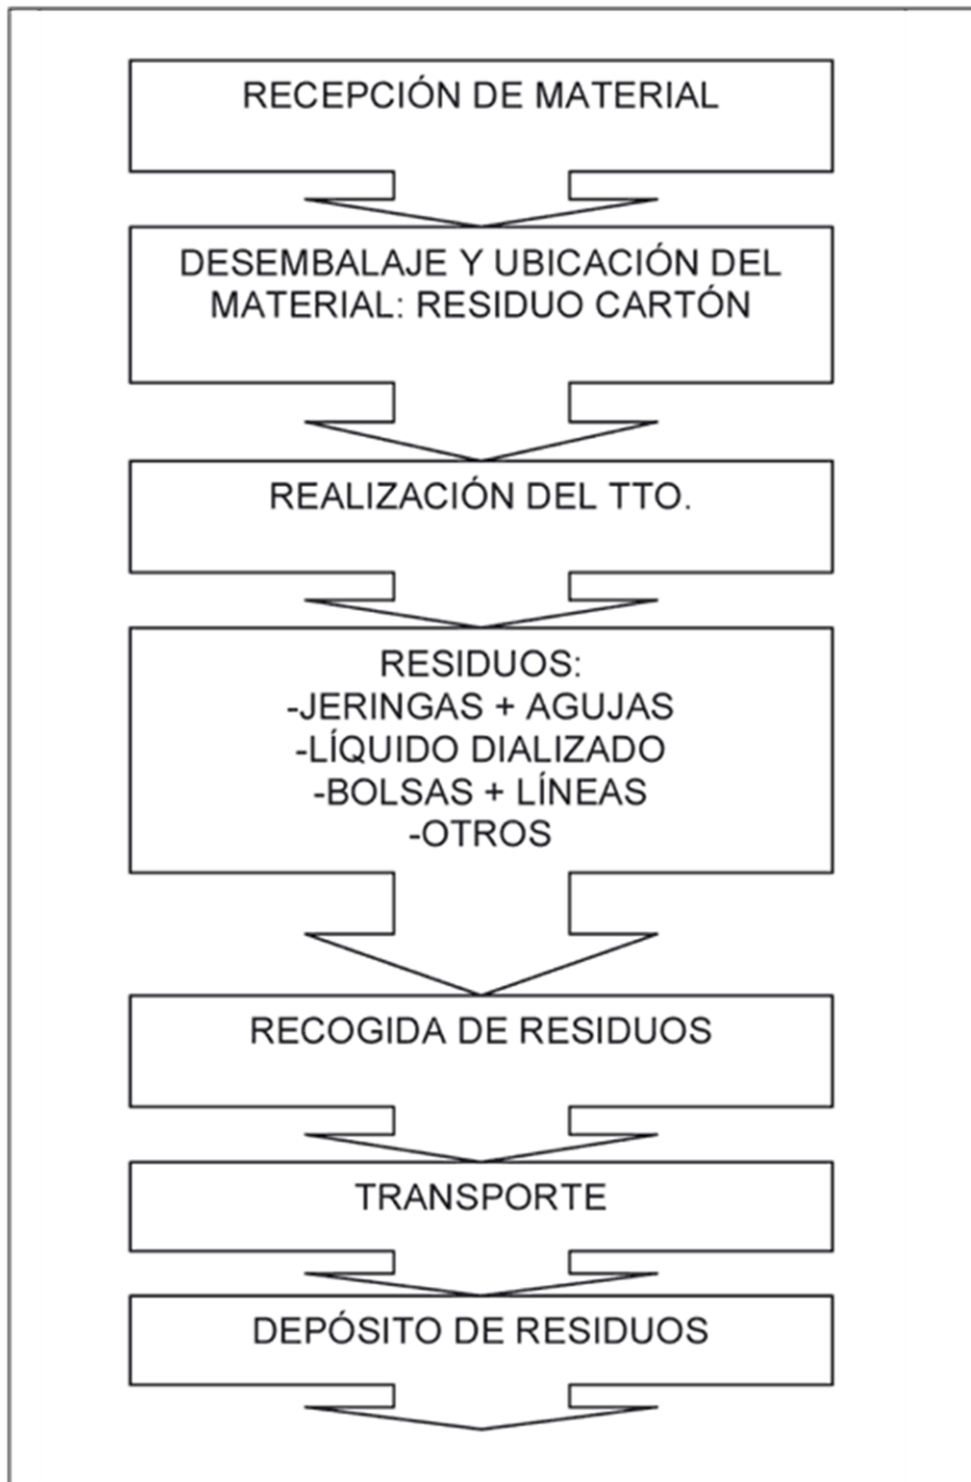 RECEPCIÓN DE MATERIAL
DESEMBALAJE Y UBICACIÓN DEL
MATERIAL: RESIDUO CARTÓN
REALIZACIÓN DEL TTO.
RESIDUOS:
-JERINGAS + AGUJAS
-LÍQUIDO DIALIZADO
-BOLSAS + LÍNEAS
-OTROS
RECOGIDA DE RESIDUOS
TRANSPORTE
DEPÓSITO DE RESIDUOS